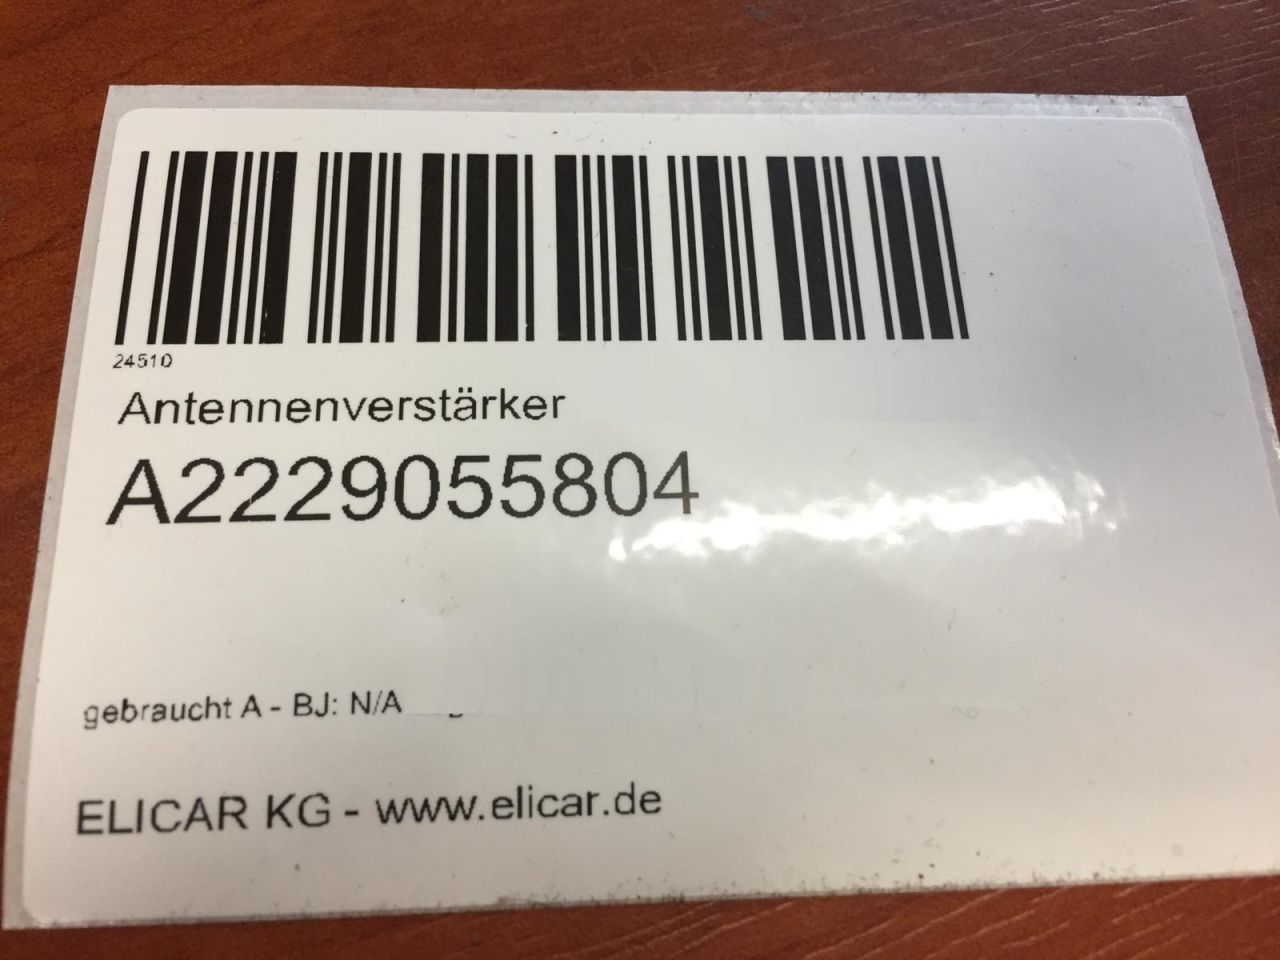 24510
Antennenverstärker
A2229055804
gebraucht A - BJ: N/A
ELICAR KG - www.elicar.de